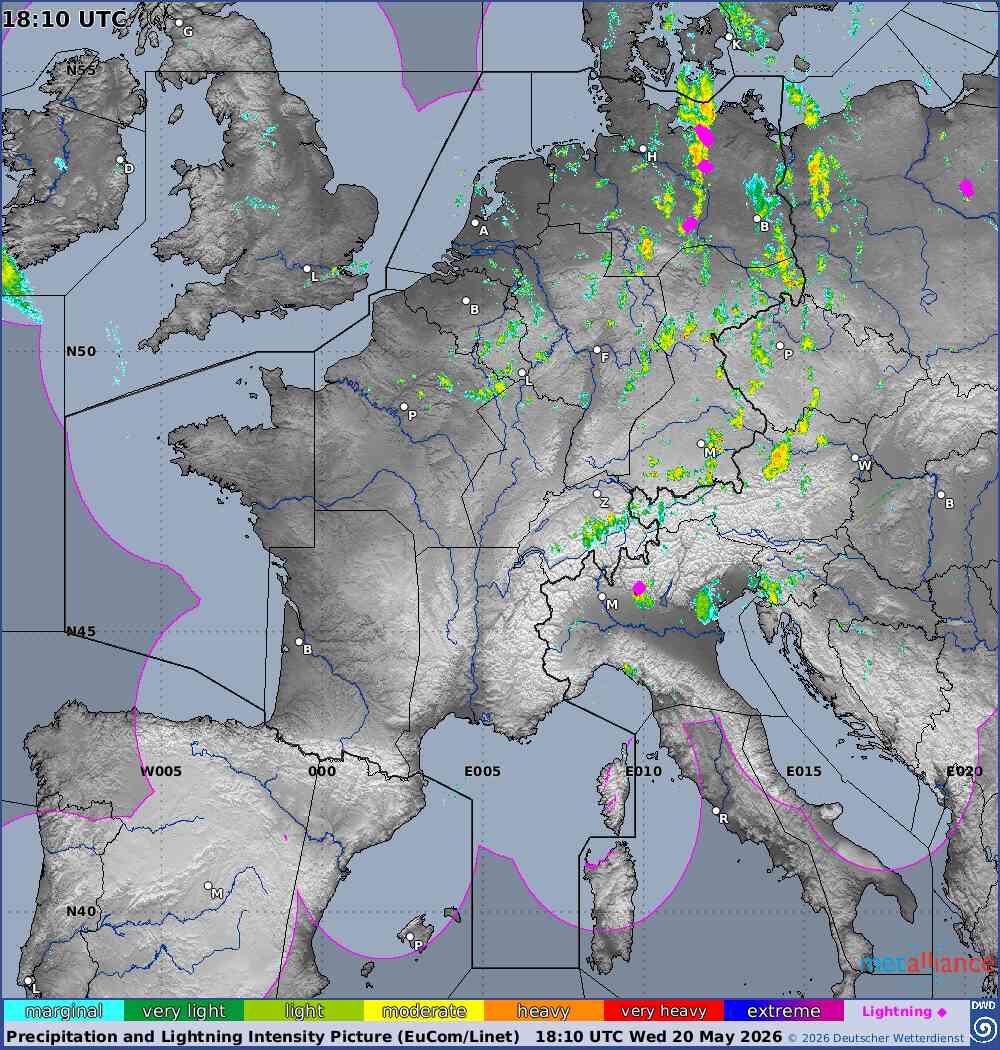 18:10 UTC
G
K
N55
H
D
A
B
L
B
N50
F
P
L
P
M
W
Z
B
M
N45
B
W005
000
E005
E010
E015
E020
R
M
N40
P
L
metalliance
marginal very light light moderate heavy very heavy extreme Lightning ◆
DWD
Precipitation and Lightning Intensity Picture (EuCom/Linet) 18:10 UTC Wed 20 May 2026 © 2026 Deutscher Wetterdienst